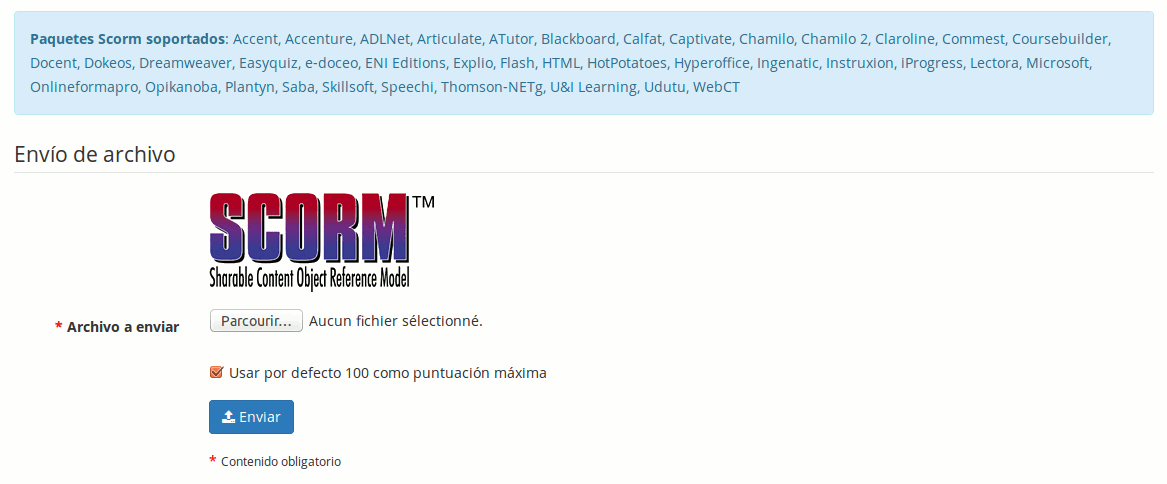 Paquetes Scorm soportados: Accent, Accenture, ADLNet, Articulate, ATutor, Blackboard, Calfat, Captivate, Chamilo, Chamilo 2, Claroline, Commest, Coursebuilder,
Docent, Dokeos, Dreamweaver, Easyquiz, e-doceo, ENI Editions, Explio, Flash, HTML, HotPotatoes, Hyperoffice, Ingenatic, Instruxion, iProgress, Lectora, Microsoft,
Onlineformapro, Opikanoba, Plantyn, Saba, Skillsoft, Speechi, Thomson-NETg, U&I Learning, Udutu, WebCT
Envío de archivo
SCORM TM
Sharable Content Object Reference Model
* Archivo a enviar Parcourir... Aucun fichier sélectionné.
Usar por defecto 100 como puntuación máxima
Enviar
* Contenido obligatorio